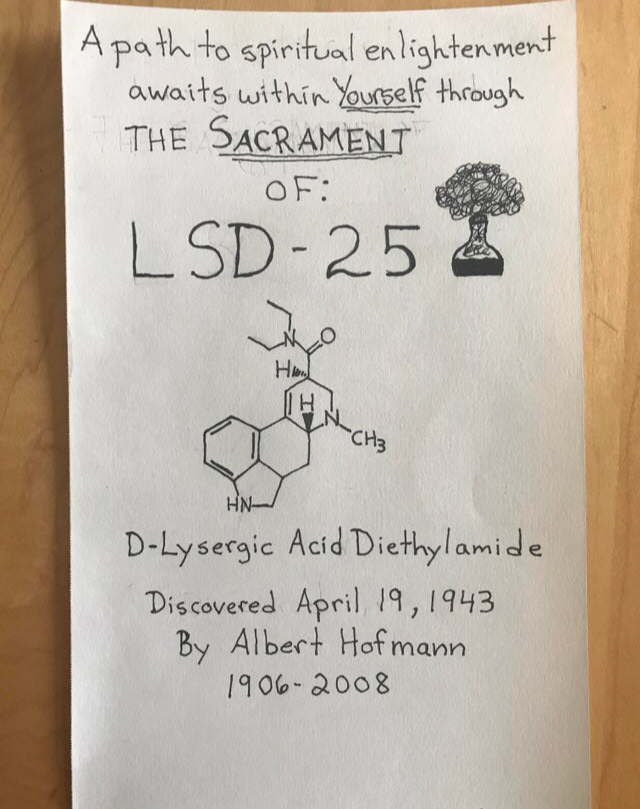 A path to spiritual enlightenment
awaits within Yourself through
THE SACRAMENT
OF:
LSD-25
N
O
H
H
N
CH3
HN
D-Lysergic Acid Diethylamide
Discovered April 19, 1943
By Albert Hofmann
1906-2008